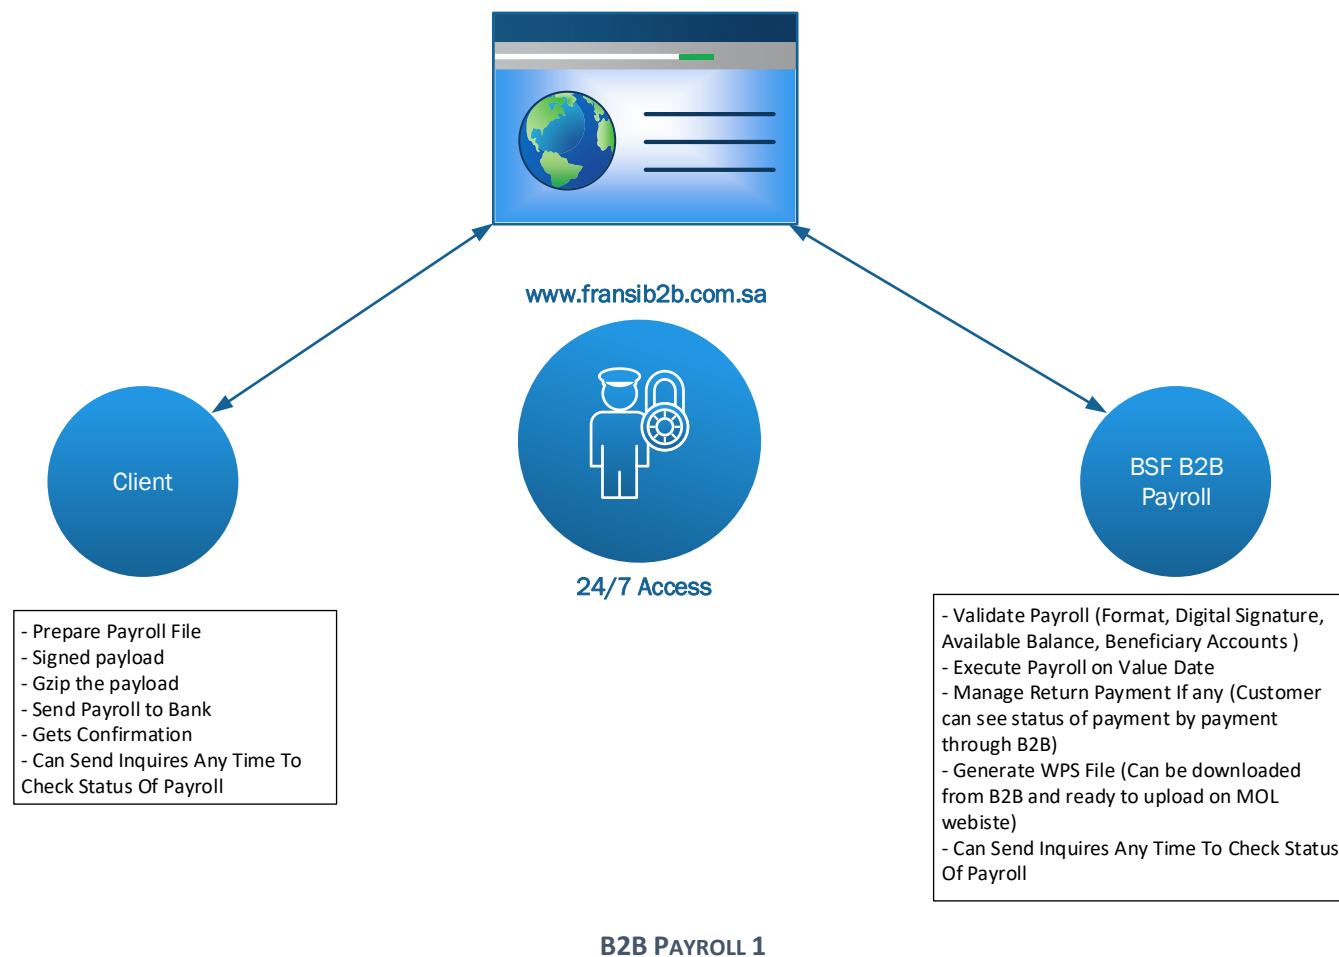 www.fransib2b.com.sa
Client
BSF B2B
Payroll
24/7 Access
- Prepare Payroll File
- Signed payload
- Gzip the payload
- Send Payroll to Bank
- Gets Confirmation
- Can Send Inquires Any Time To
Check Status Of Payroll
- Validate Payroll (Format, Digital Signature,
Available Balance, Beneficiary Accounts )
- Execute Payroll on Value Date
- Manage Return Payment If any (Customer
can see status of payment by payment
through B2B)
- Generate WPS File (Can be downloaded
from B2B and ready to upload on MOL
webiste)
- Can Send Inquires Any Time To Check Status
Of Payroll
B2B PAYROLL 1